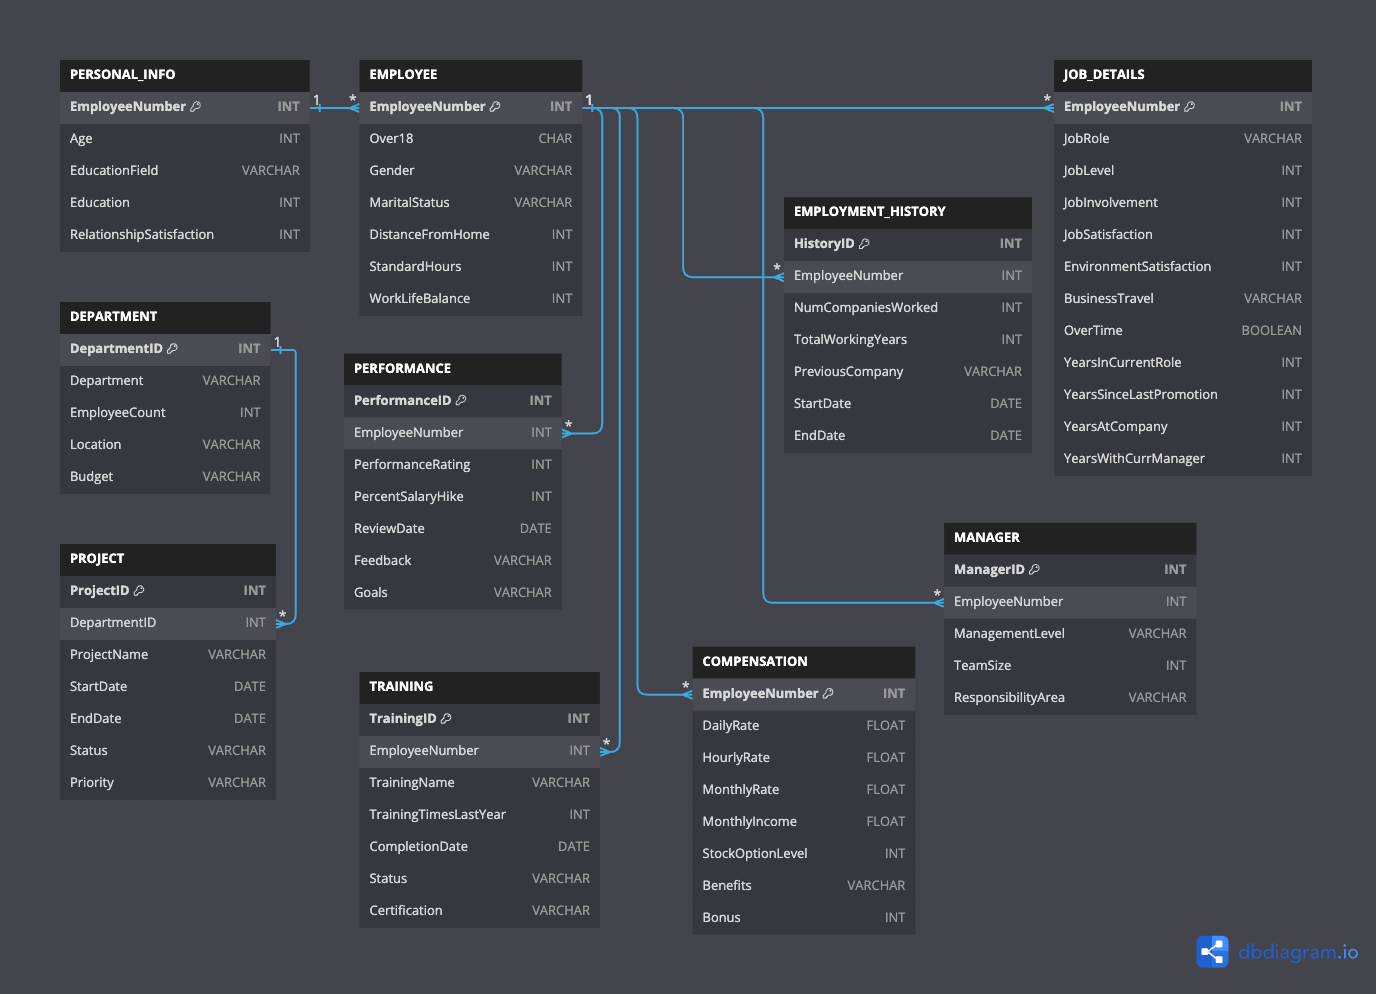 PERSONAL_INFO
EmployeeNumber INT
Age INT
EducationField VARCHAR
Education INT
RelationshipSatisfaction INT
1 *
EMPLOYEE
EmployeeNumber INT
Over18 CHAR
Gender VARCHAR
MaritalStatus VARCHAR
DistanceFromHome INT
StandardHours INT
WorkLifeBalance INT
1
*
JOB_DETAILS
EmployeeNumber INT
JobRole VARCHAR
JobLevel INT
JobInvolvement INT
JobSatisfaction INT
EnvironmentSatisfaction INT
BusinessTravel VARCHAR
OverTime BOOLEAN
YearsInCurrentRole INT
YearsSinceLastPromotion INT
YearsAtCompany INT
YearsWithCurrManager INT
EMPLOYMENT_HISTORY
HistoryID INT
* EmployeeNumber INT
NumCompaniesWorked INT
TotalWorkingYears INT
PreviousCompany VARCHAR
StartDate DATE
EndDate DATE
DEPARTMENT
DepartmentID INT 1
Department VARCHAR
EmployeeCount INT
Location VARCHAR
Budget VARCHAR
PERFORMANCE
PerformanceID INT
EmployeeNumber INT *
PerformanceRating INT
PercentSalaryHike INT
ReviewDate DATE
Feedback VARCHAR
Goals VARCHAR
PROJECT
ProjectID INT
DepartmentID INT *
ProjectName VARCHAR
StartDate DATE
EndDate DATE
Status VARCHAR
Priority VARCHAR
MANAGER
ManagerID INT
* EmployeeNumber INT
ManagementLevel VARCHAR
TeamSize INT
ResponsibilityArea VARCHAR
TRAINING
TrainingID INT
EmployeeNumber INT *
TrainingName VARCHAR
TrainingTimesLastYear INT
CompletionDate DATE
Status VARCHAR
Certification VARCHAR
COMPENSATION
* EmployeeNumber INT
DailyRate FLOAT
HourlyRate FLOAT
MonthlyRate FLOAT
MonthlyIncome FLOAT
StockOptionLevel INT
Benefits VARCHAR
Bonus INT
dbdiagram.io